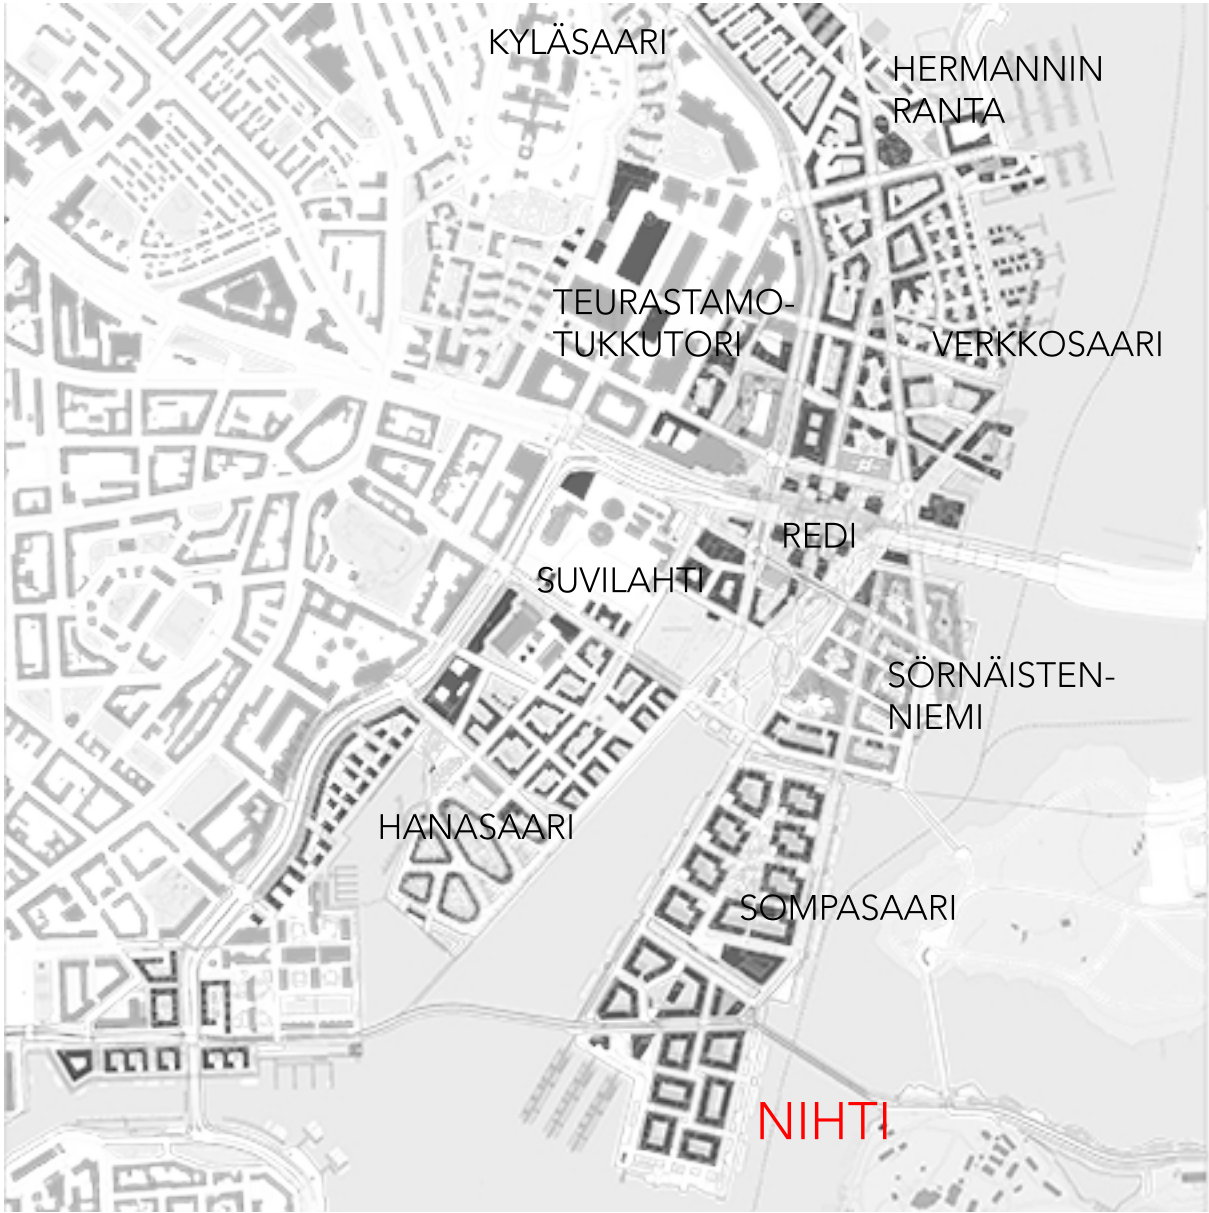 KYLÄSAARI
HERMANNIN
RANTA
TEURASTAMO-
TUKKUTORI
VERKKOSAARI
REDI
SUVILAHTI
SÖRNÄISTEN-
NIEMI
HANASAARI
SOMPASAARI
NIHTI